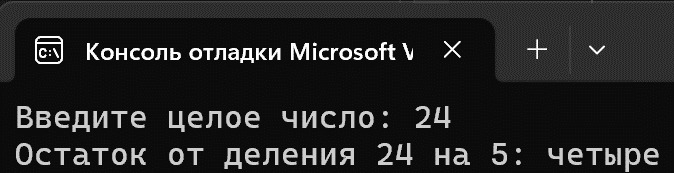 Консоль отладки Microsoft V
Введите целое число: 24
Остаток от деления 24 на 5: четыре